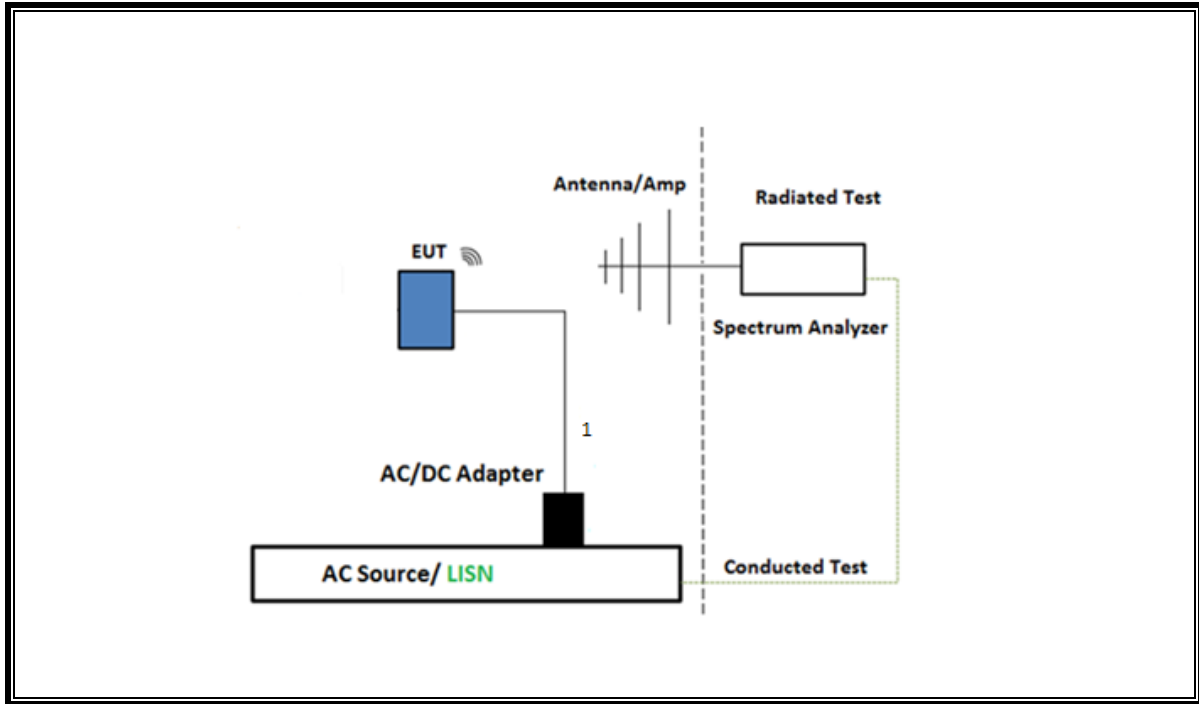 Antenna/Amp
Radiated Test
EUT
Spectrum Analyzer
1
AC/DC Adapter
AC Source/ LISN
Conducted Test